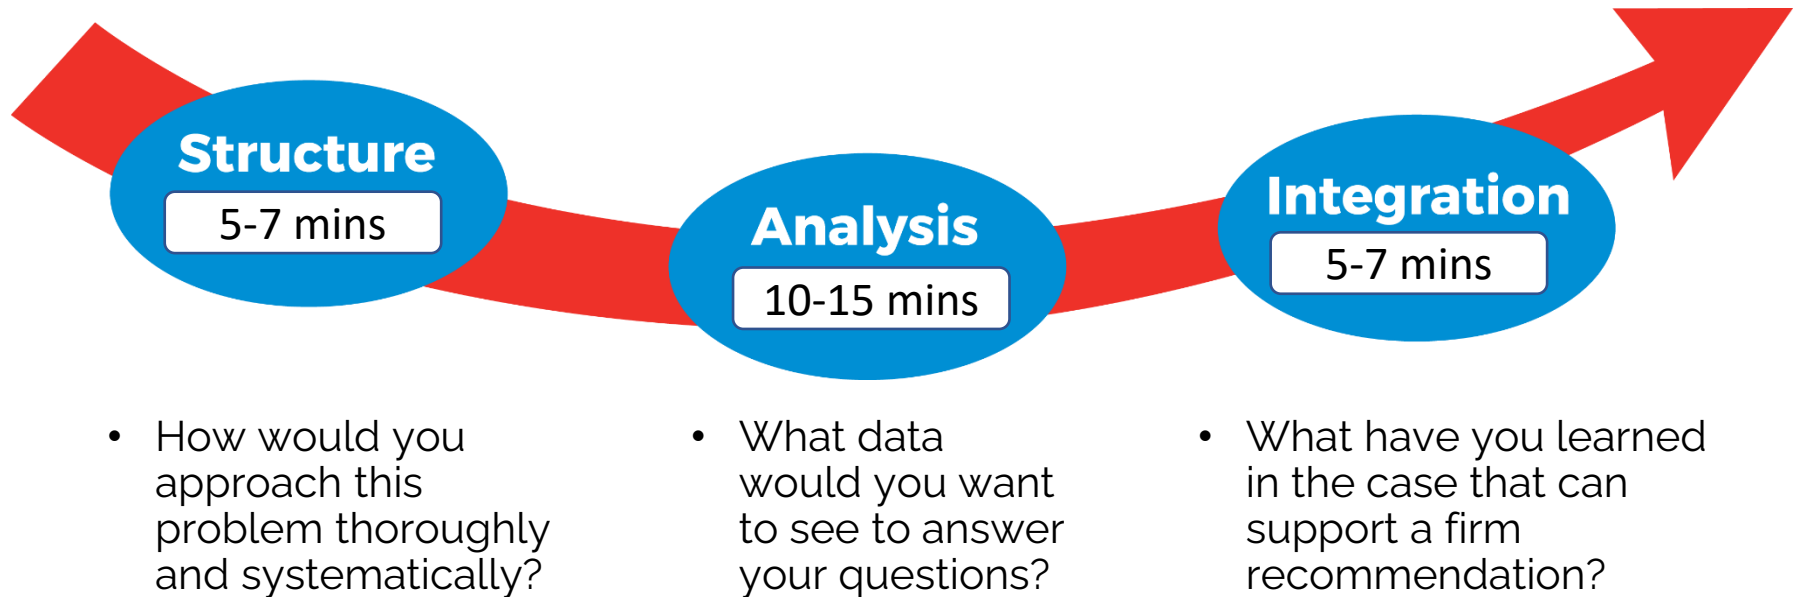 Structure
5-7 mins
Analysis
10-15 mins
Integration
5-7 mins
• How would you
approach this
problem thoroughly
and systematically?
• What data
would you want
to see to answer
your questions?
• What have you learned
in the case that can
support a firm
recommendation?